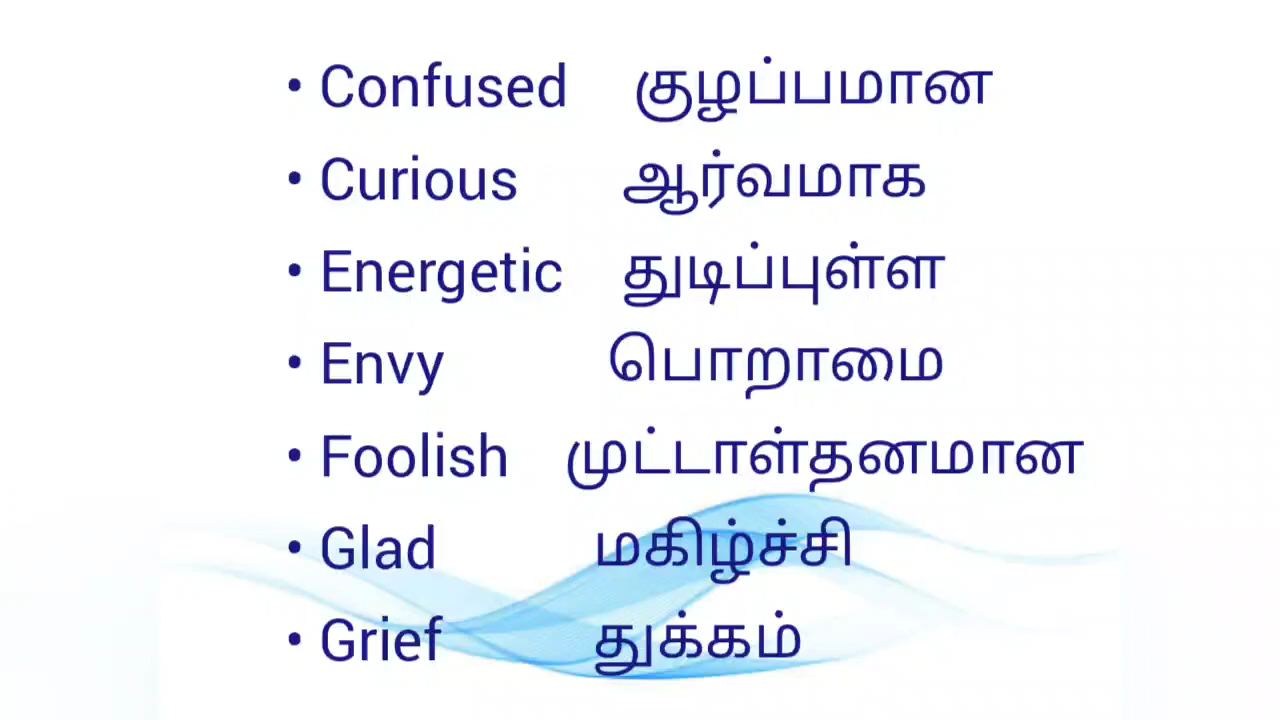 • Confused குழப்பமான
• Curious ஆர்வமாக
• Energetic துடிப்புள்ள
• Envy பொறாமை
• Foolish முட்டாள்தனமான
• Glad மகிழ்ச்சி
• Grief துக்கம்